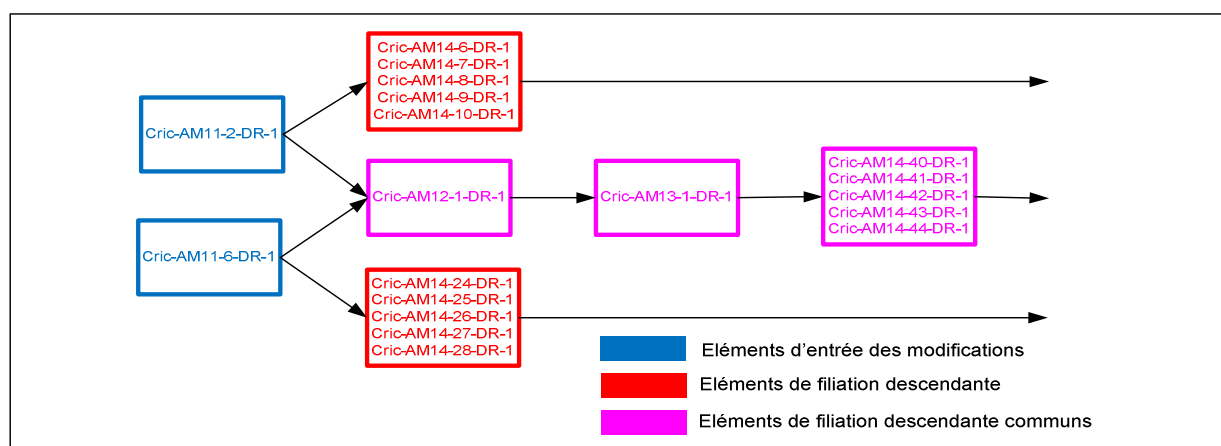 Cric-AM14-6-DR-1
Cric-AM14-7-DR-1
Cric-AM14-8-DR-1
Cric-AM14-9-DR-1
Cric-AM14-10-DR-1
Cric-AM11-2-DR-1
Cric-AM12-1-DR-1
Cric-AM13-1-DR-1
Cric-AM14-40-DR-1
Cric-AM14-41-DR-1
Cric-AM14-42-DR-1
Cric-AM14-43-DR-1
Cric-AM14-44-DR-1
Cric-AM11-6-DR-1
Cric-AM14-24-DR-1
Cric-AM14-25-DR-1
Cric-AM14-26-DR-1
Cric-AM14-27-DR-1
Cric-AM14-28-DR-1
Eléments d'entrée des modifications
Eléments de filiation descendante
Eléments de filiation descendante communs